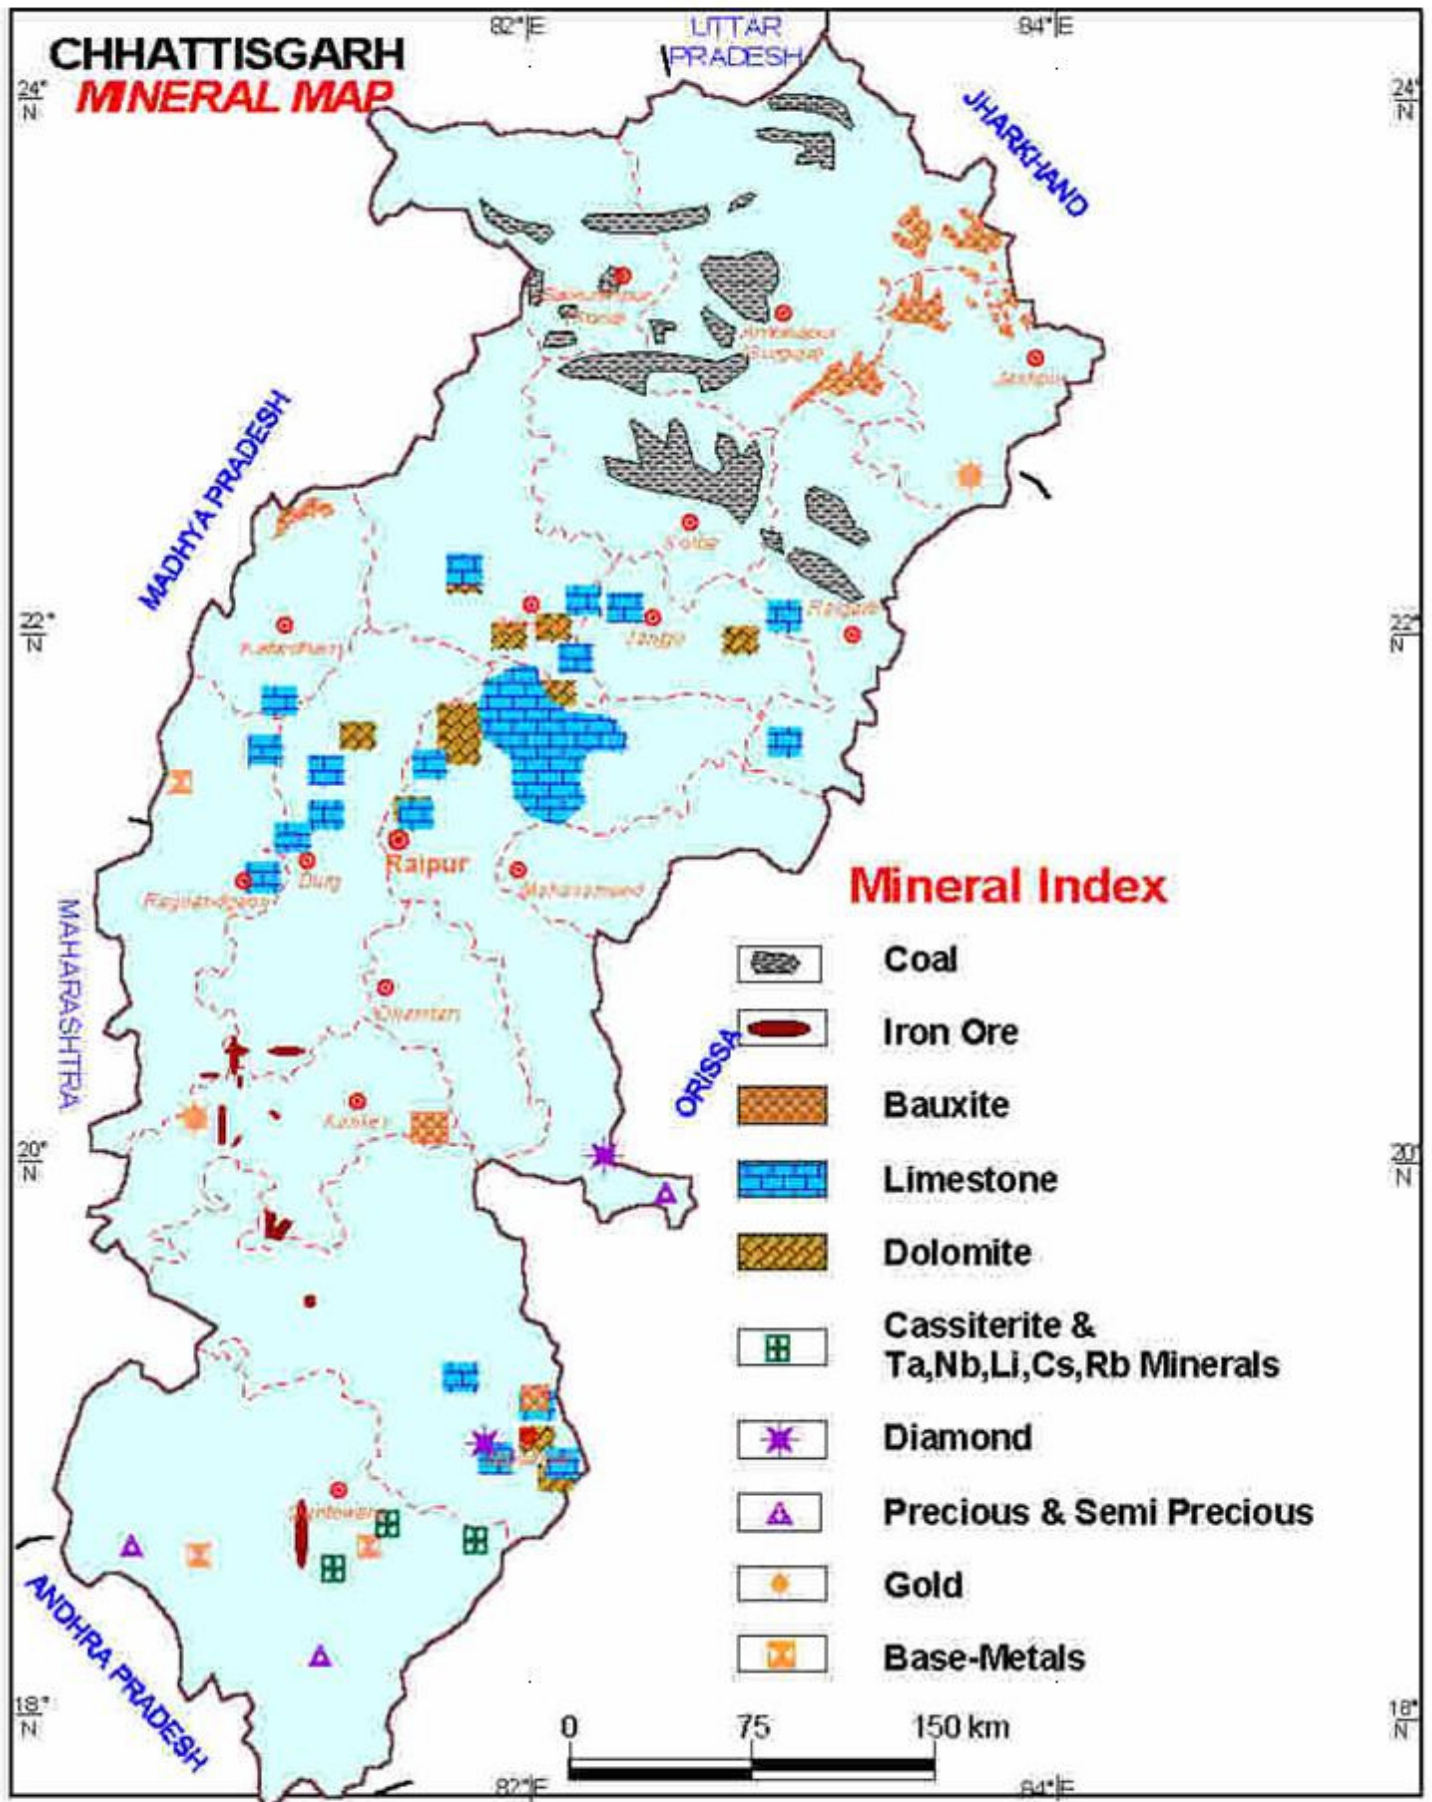 82° E
UTTAR
84° E
PRADESH
CHHATTISGARH
MINERAL MAP
24°
N
24°
N
JHARKHAND
MADHYA PRADESH
Jashpur
Korba
22°
N
Raigarh
22°
N
Janjgir
Kawardha
Raipur
Durg
Mahasamund
Rajnandgaon
Mineral Index
MAHARASHTRA
Coal
Dhamtari
Iron Ore
ORISSA
Bauxite
Kanker
20°
N
20°
N
Limestone
Dolomite
Cassiterite &
Ta,Nb,Li,Cs,Rb Minerals
Diamond
Precious & Semi Precious
ANDHRA PRADESH
Gold
Base-Metals
18°
N
18°
N
0 75 150 km
82° E
84° E